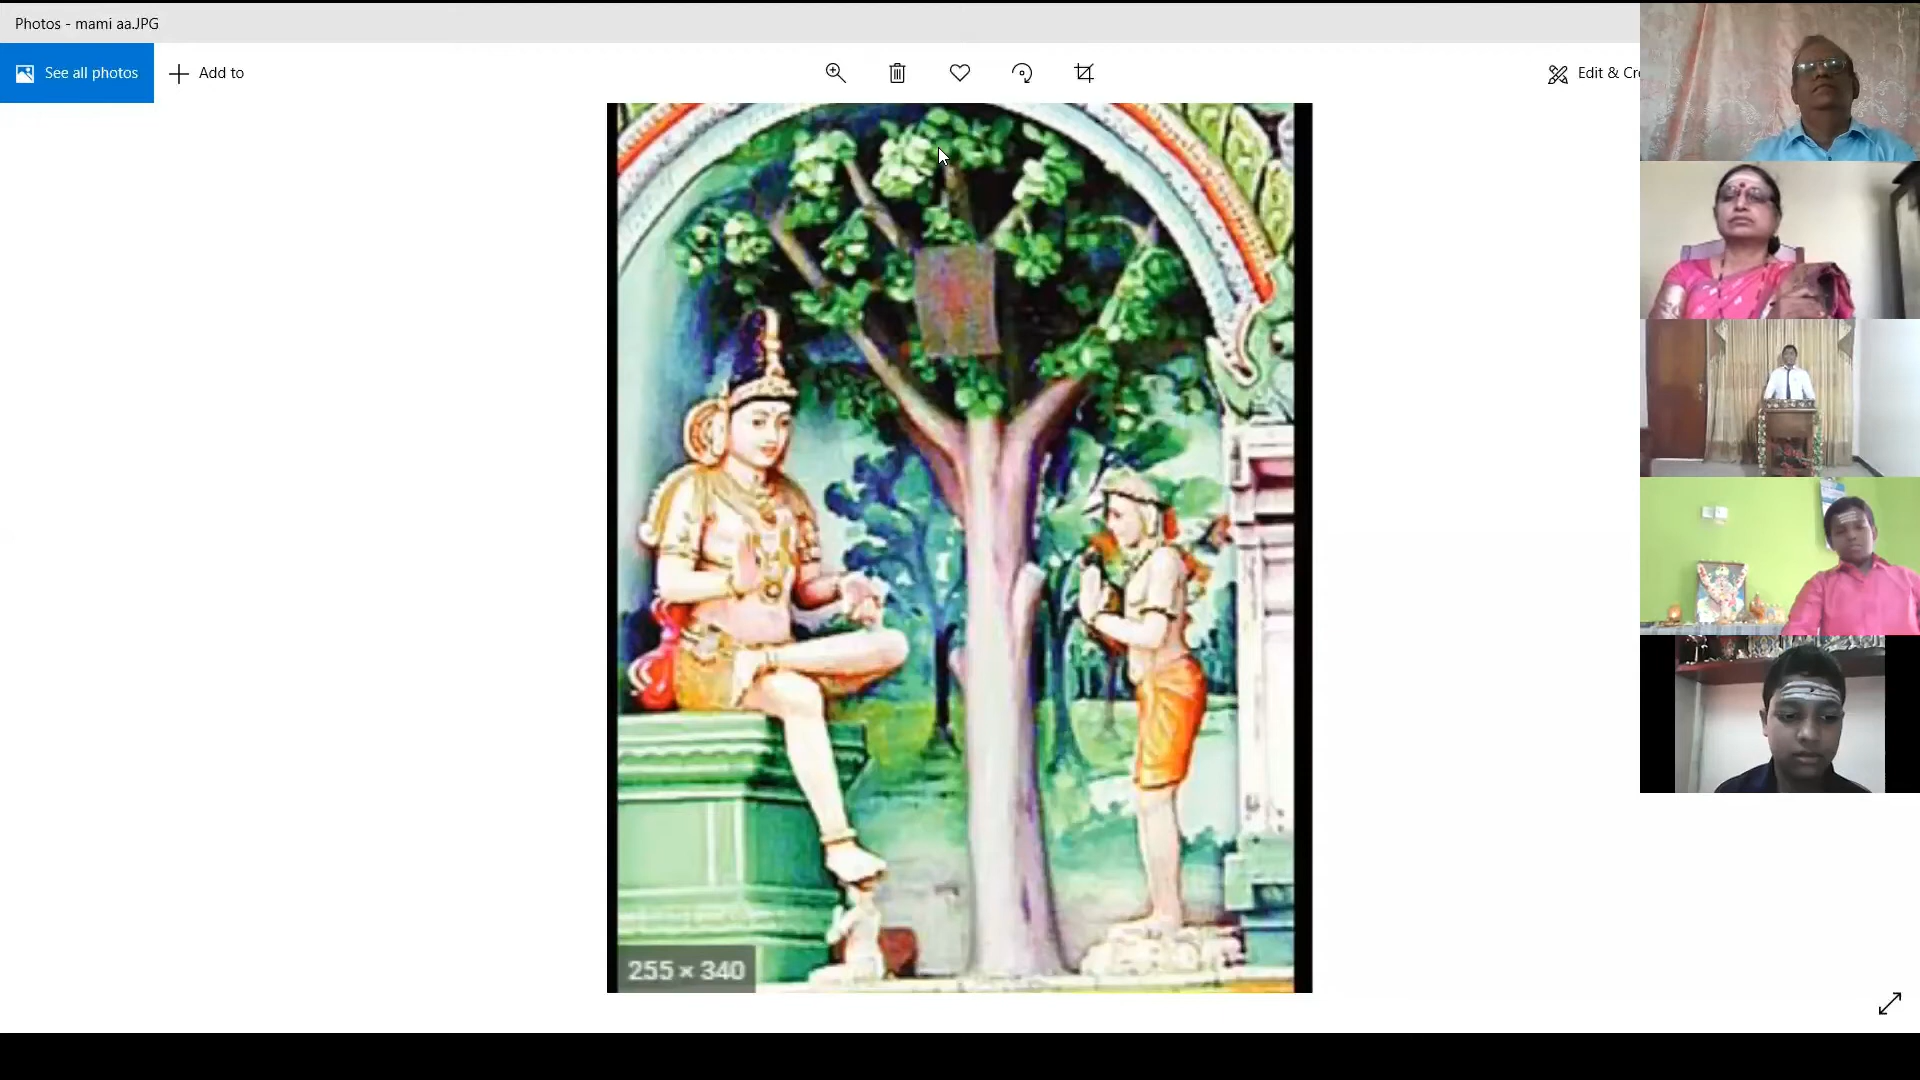 Photos - mami aa.JPG
See all photos
Add to
Edit & Cr
255 × 340